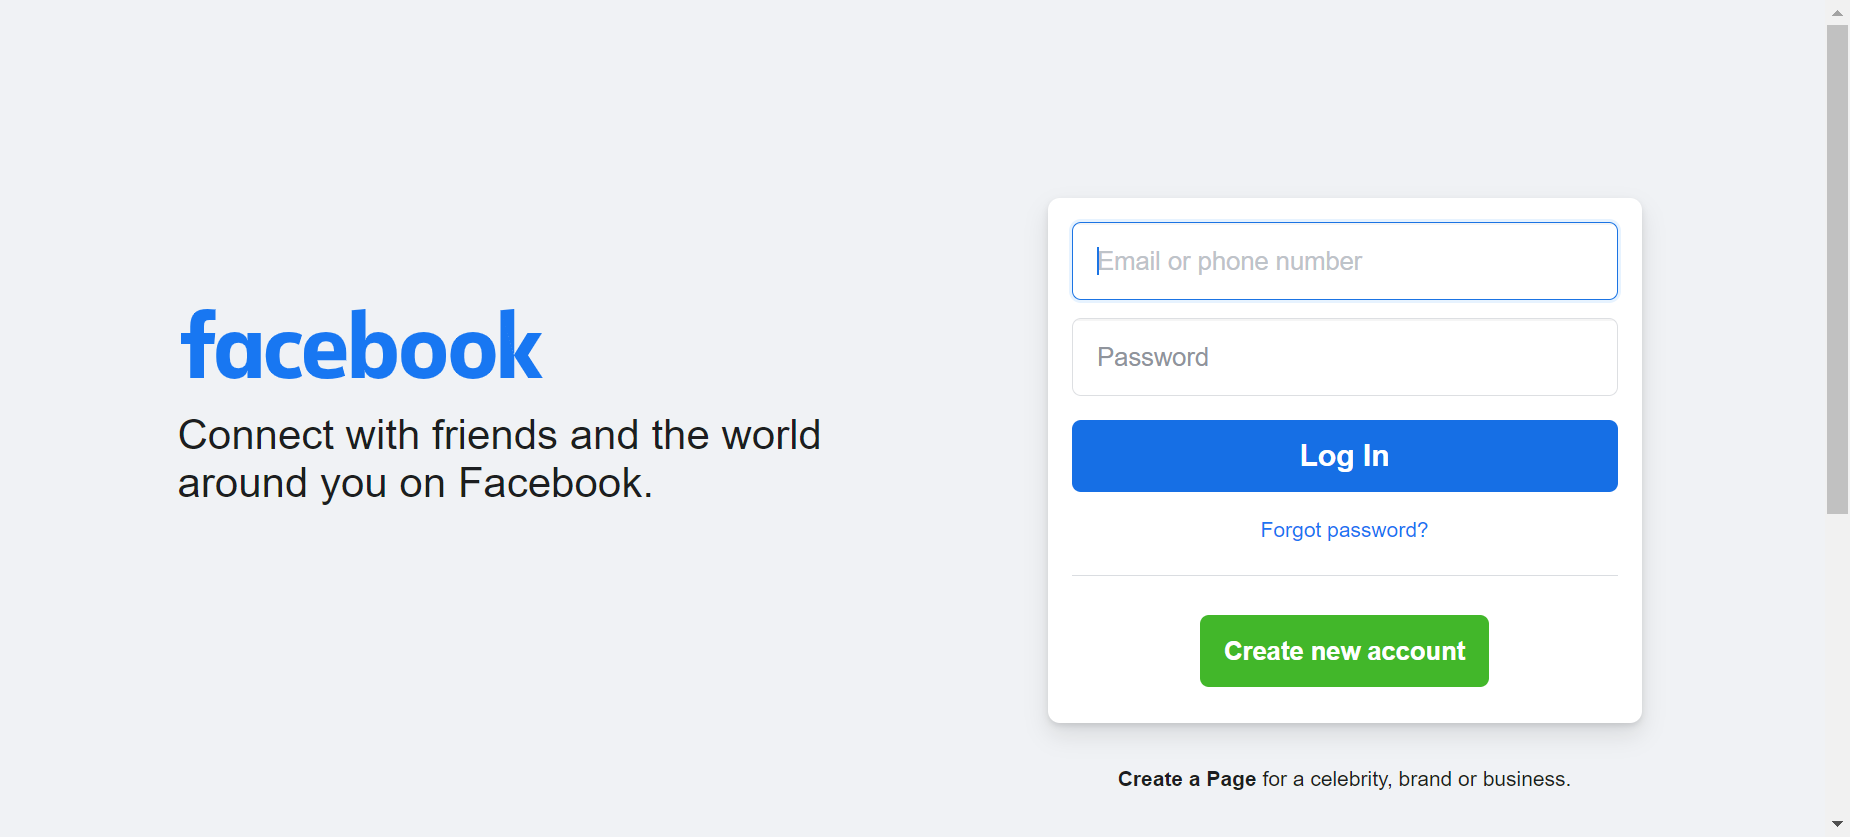 facebook
Connect with friends and the world
around you on Facebook.
Email or phone number
Password
Log In
Forgot password?
Create new account
Create a Page for a celebrity, brand or business.